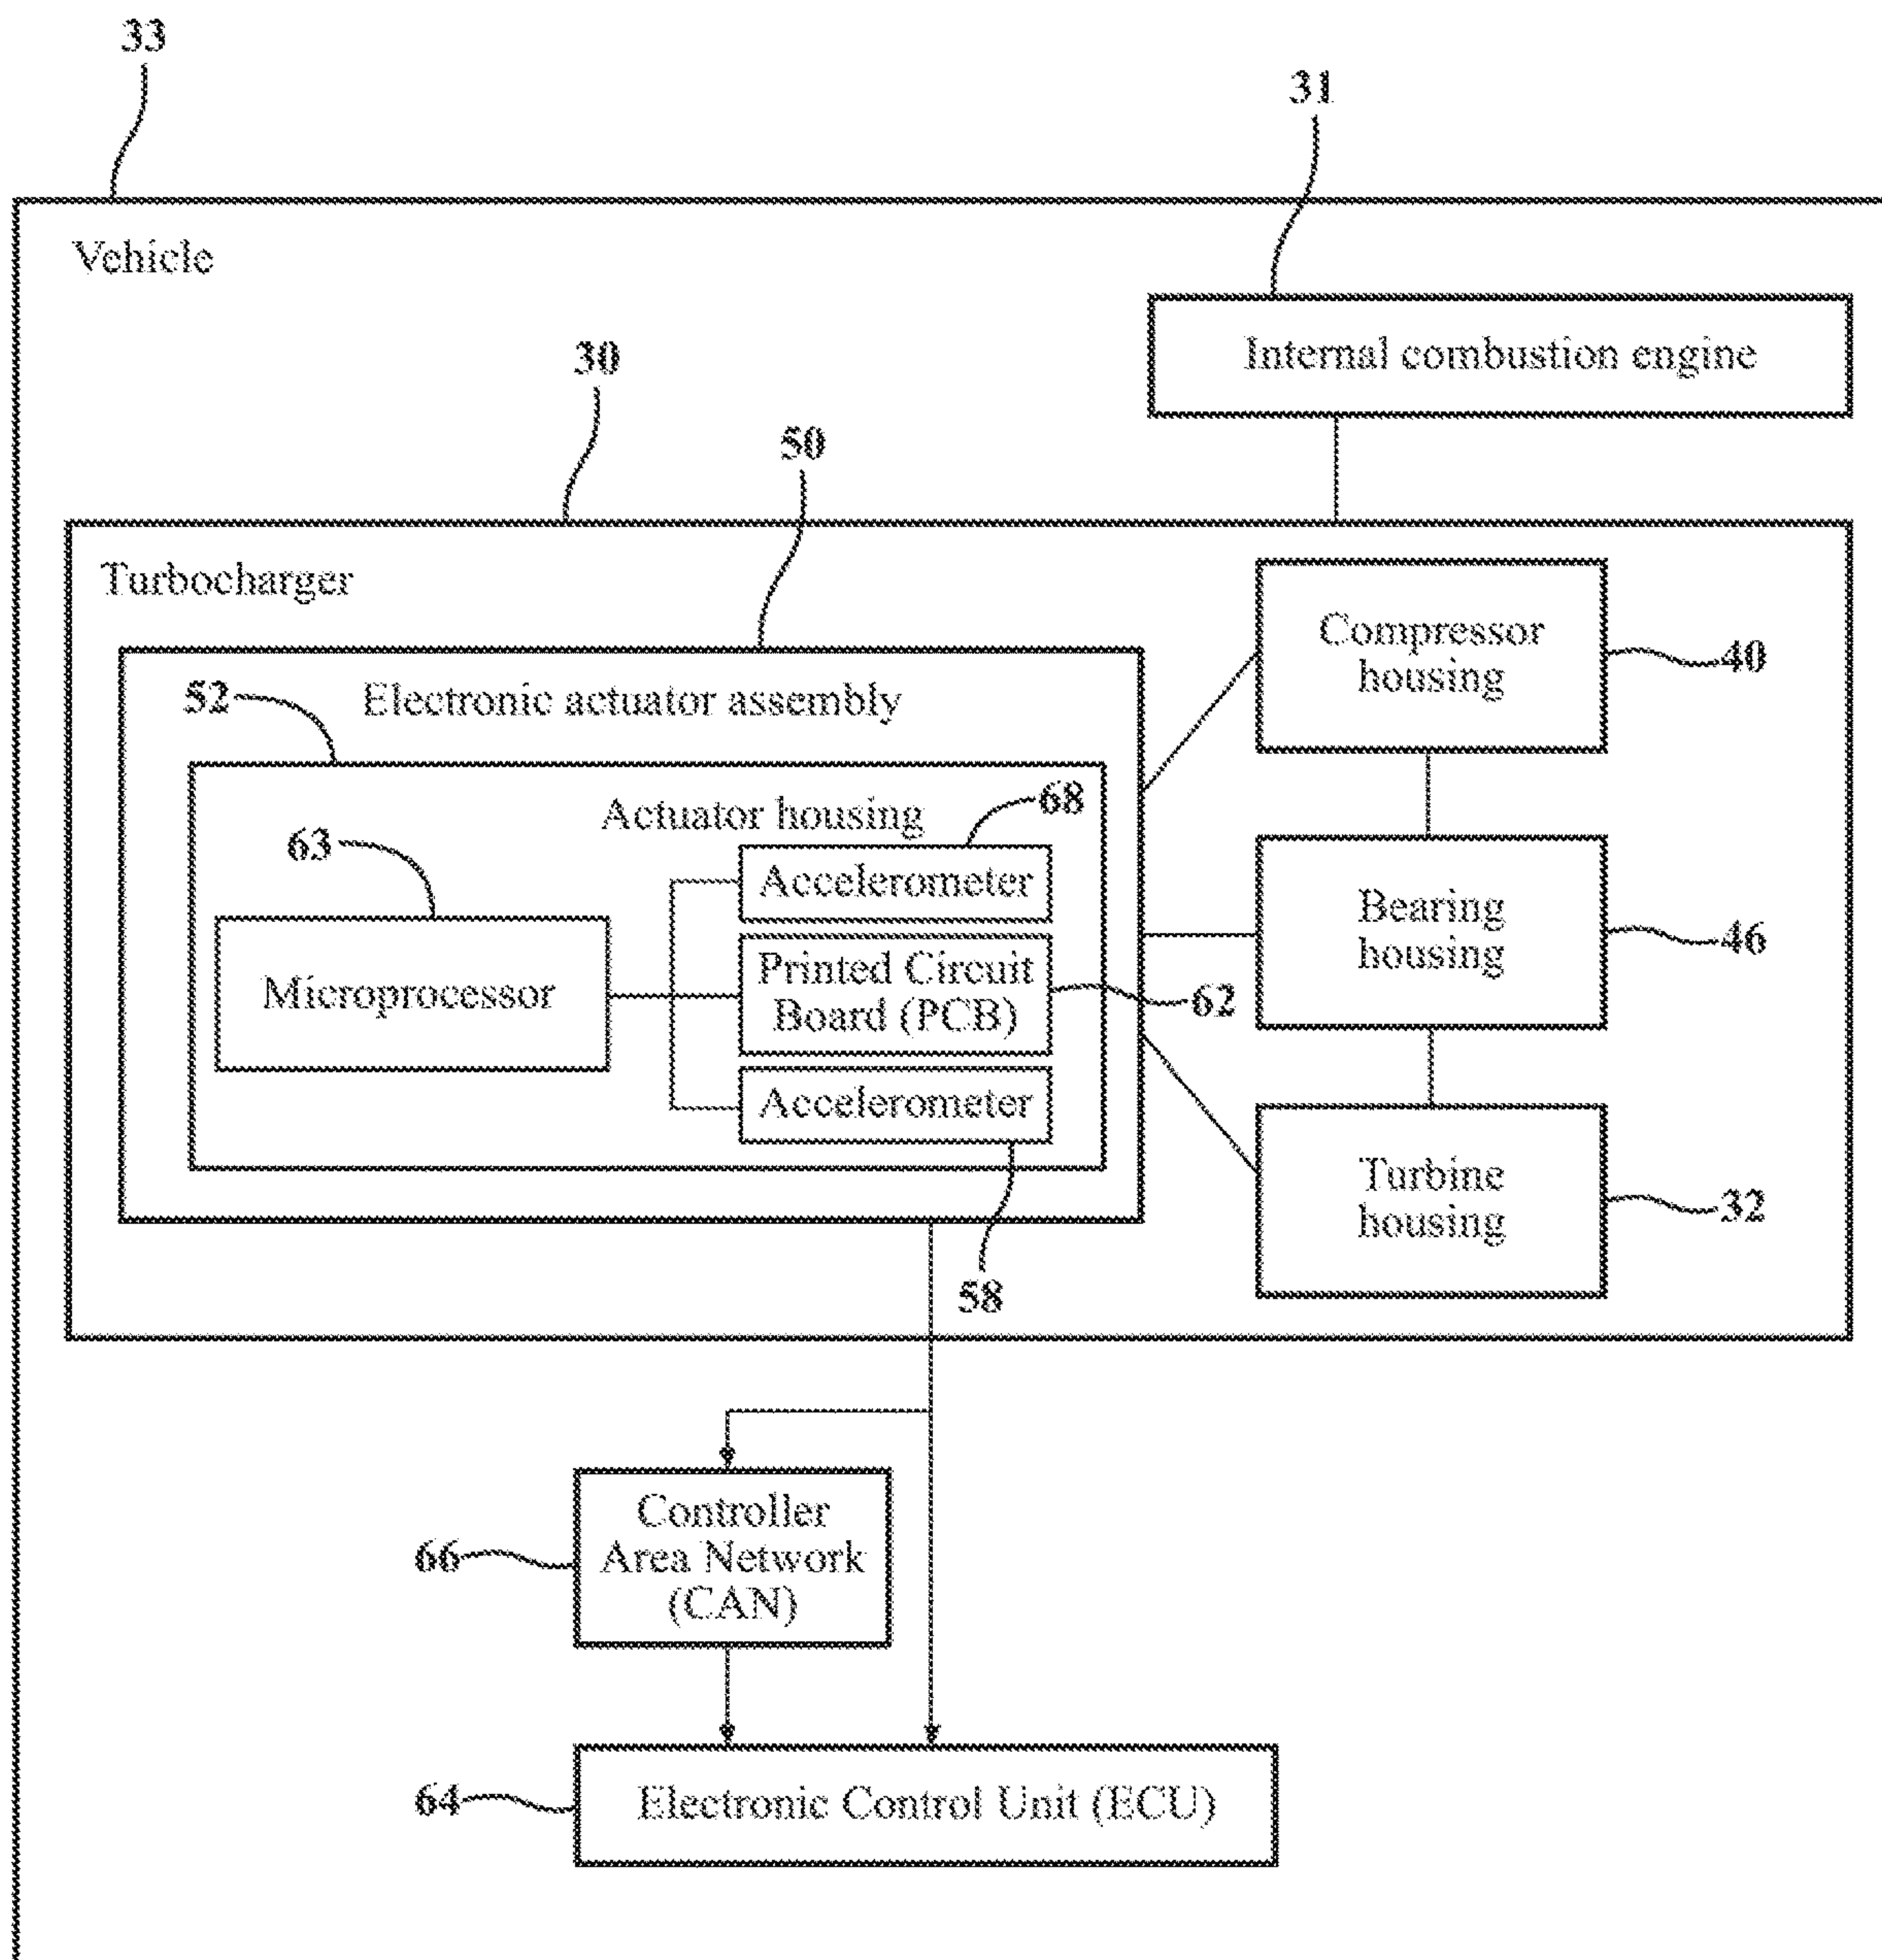 33
31
Vehicle
Internal combustion engine
30
50
Turbocharger
Compressor
housing
40
52
Electronic actuator assembly
Actuator housing
68
63
Accelerometer
Microprocessor
Printed Circuit
Board (PCB)
62
Bearing
housing
46
Accelerometer
58
Turbine
housing
32
Controller
Area Network
(CAN)
66
64
Electronic Control Unit (ECU)